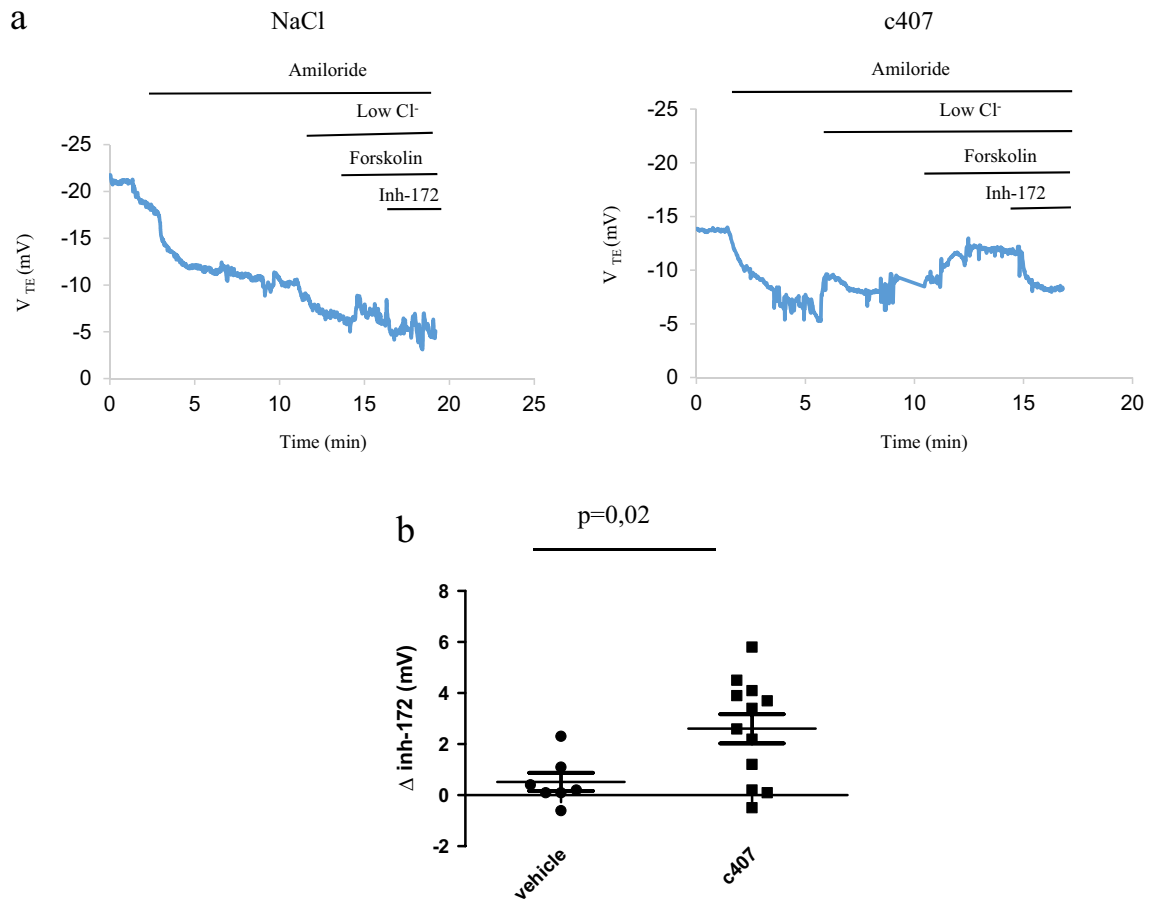 a
NaCl
c407
Amiloride
Low Cl-
Forskolin
Inh-172
-25
-20
-15
-10
-5
0
V TE (mV)
0 5 10 15 20 25
Time (min)
Amiloride
Low Cl-
Forskolin
Inh-172
-25
-20
-15
-10
-5
0
V TE (mV)
0 5 10 15 20
Time (min)
b
p=0,02
8
6
4
2
0
-2
Δ inh-172 (mV)
vehicle
c407